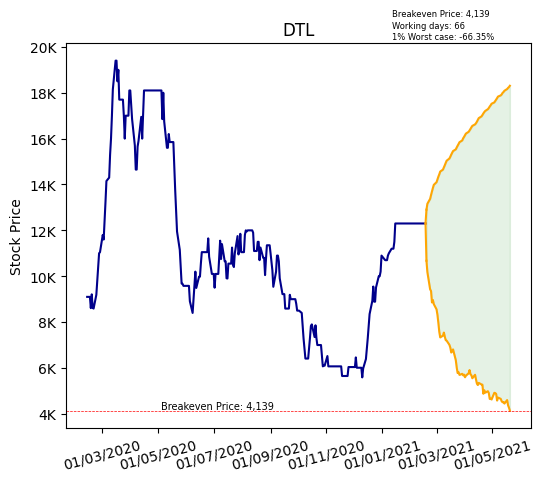 Breakeven Price: 4,139
Working days: 66
1% Worst case: -66.35%
DTL
Stock Price
20K
18K
16K
14K
12K
10K
8K
6K
4K
Breakeven Price: 4,139
01/03/2020
01/05/2020
01/07/2020
01/09/2020
01/11/2020
01/01/2021
01/03/2021
01/05/2021